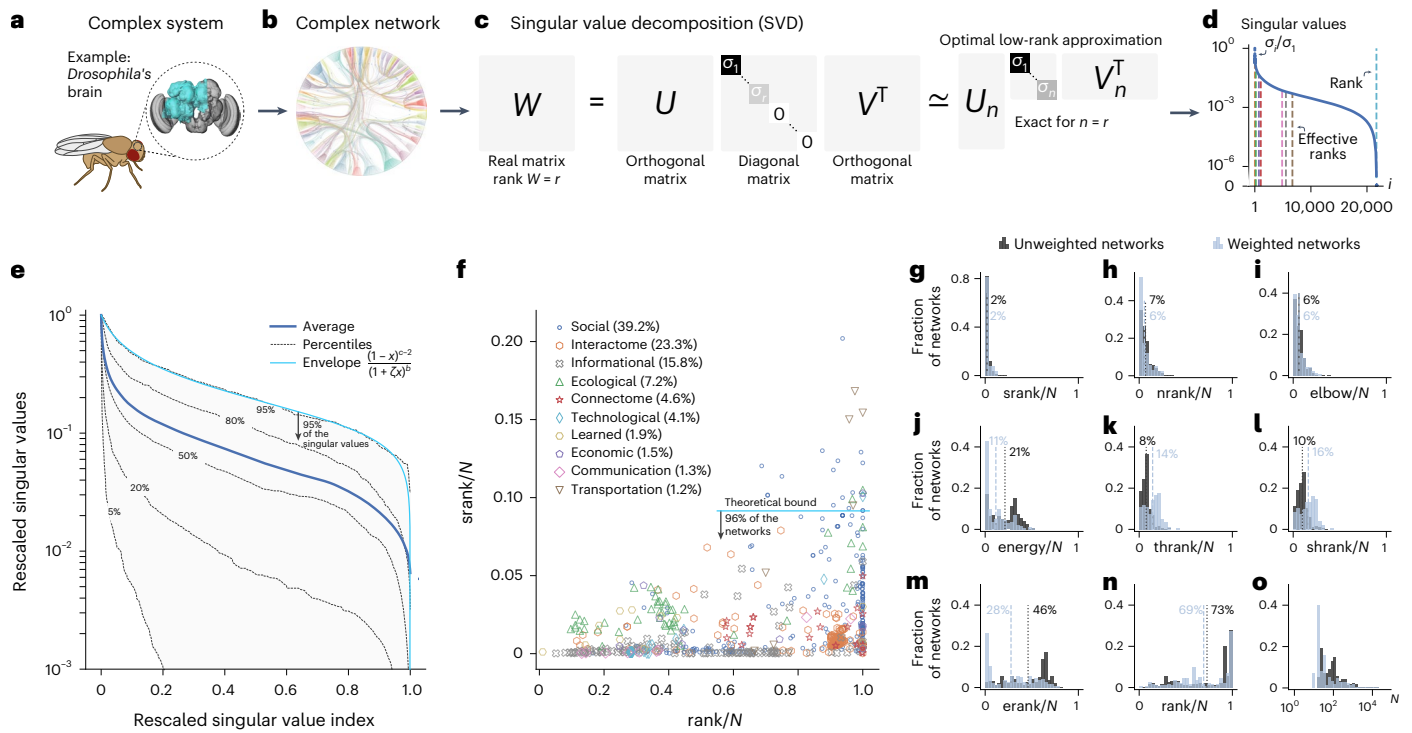 a
Complex system
Example:
Drosophila's
brain
b
Complex network
c
Singular value decomposition (SVD)
W
=
U
σ1
σr
0
0
V^T
≃
Real matrix
rank W = r
Orthogonal
matrix
Diagonal
matrix
Orthogonal
matrix
Optimal low-rank approximation
U_n
σ1
σn
V_n^T
Exact for n = r
d
Singular values
σi/σ1
Rank
Effective
ranks
10^0
10^−3
10^−6
0
1
10,000
20,000
i
e
Rescaled singular values
10^0
10^−1
10^−2
10^−3
Average
Percentiles
Envelope (1 − x)^(c−2) / (1 + ζx)^b
95%
80%
50%
20%
5%
95%
of the
singular values
0
0.2
0.4
0.6
0.8
1.0
Rescaled singular value index
f
srank/N
0.20
0.15
0.10
0.05
0
Social (39.2%)
Interactome (23.3%)
Informational (15.8%)
Ecological (7.2%)
Connectome (4.6%)
Technological (4.1%)
Learned (1.9%)
Economic (1.5%)
Communication (1.3%)
Transportation (1.2%)
Theoretical bound
96% of the
networks
0
0.2
0.4
0.6
0.8
1.0
rank/N
Unweighted networks
Weighted networks
g
Fraction
of networks
0.8
0.4
0
2%
2%
0
1
srank/N
h
0.4
0.2
0
7%
6%
0
1
nrank/N
i
0.4
0.2
0
6%
6%
0
1
elbow/N
j
Fraction
of networks
0.4
0.2
0
11%
21%
0
1
energy/N
k
0.4
0.2
0
8%
14%
0
1
thrank/N
l
0.4
0.2
0
10%
16%
0
1
shrank/N
m
Fraction
of networks
0.4
0.2
0
28%
46%
0
1
erank/N
n
0.4
0.2
0
69%
73%
0
1
rank/N
o
0.4
0.2
0
10^0
10^2
10^4
N